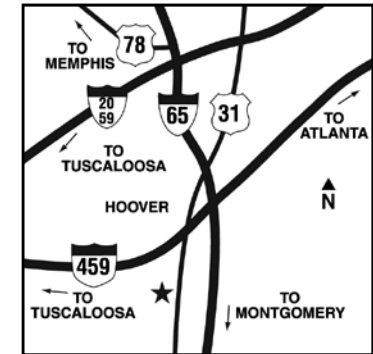 78
TO
MEMPHIS
20
59
65
31
TO
ATLANTA
TO
TUSCALOOSA
N
HOOVER
459
TO
TUSCALOOSA
TO
MONTGOMERY